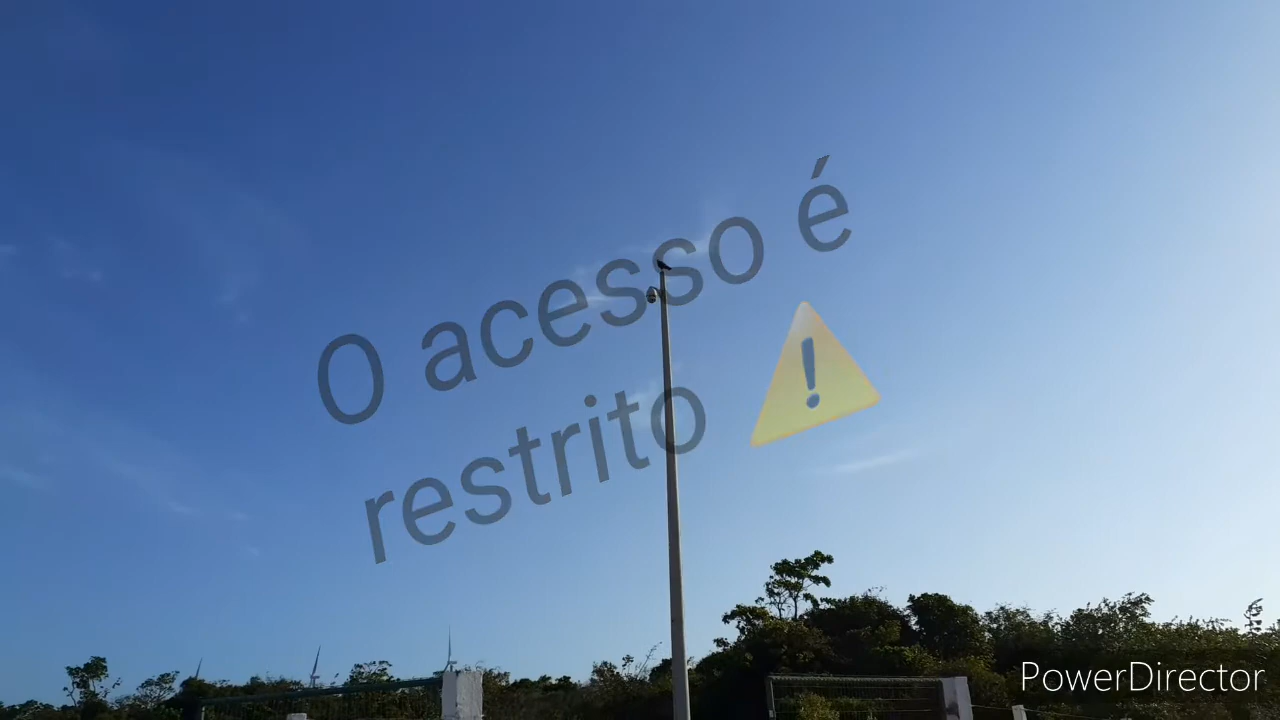 O acesso é
restrito ⚠️
PowerDirector